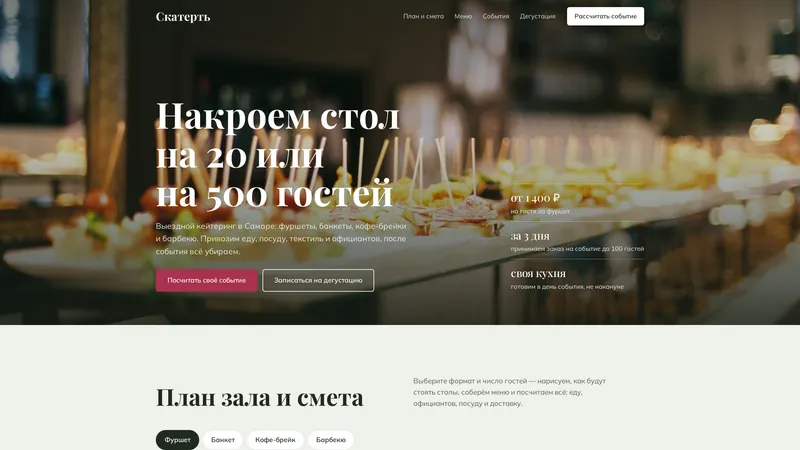 Скатерть
План и смета
Меню
События
Дегустация
Рассчитать событие
Накроем стол
на 20 или
на 500 гостей
Выездной кейтеринг в Самаре: фуршеты, банкеты, кофе-брейки
и барбекю. Привозим еду, посуду, текстиль и официантов, после
события всё убираем.
Посчитать своё событие
Записаться на дегустацию
от 1 400 ₽
на гостя за фуршет
за 3 дня
принимаем заказ на событие до 100 гостей
своя кухня
готовим в день события, не накануне
План зала и смета
Выберите формат и число гостей — нарисуем, как будут
стоять столы, соберём меню и посчитаем всё: еду,
официантов, посуду и доставку.
Фуршет
Банкет
Кофе-брейк
Барбекю